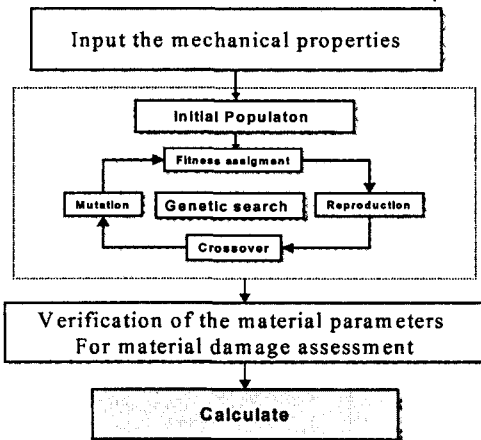 Input the mechanical properties
Initial Populaton
Fitness assigment
Mutation
Genetic search
Reproduction
Crossover
Verification of the material parameters
For material damage assessment
Calculate